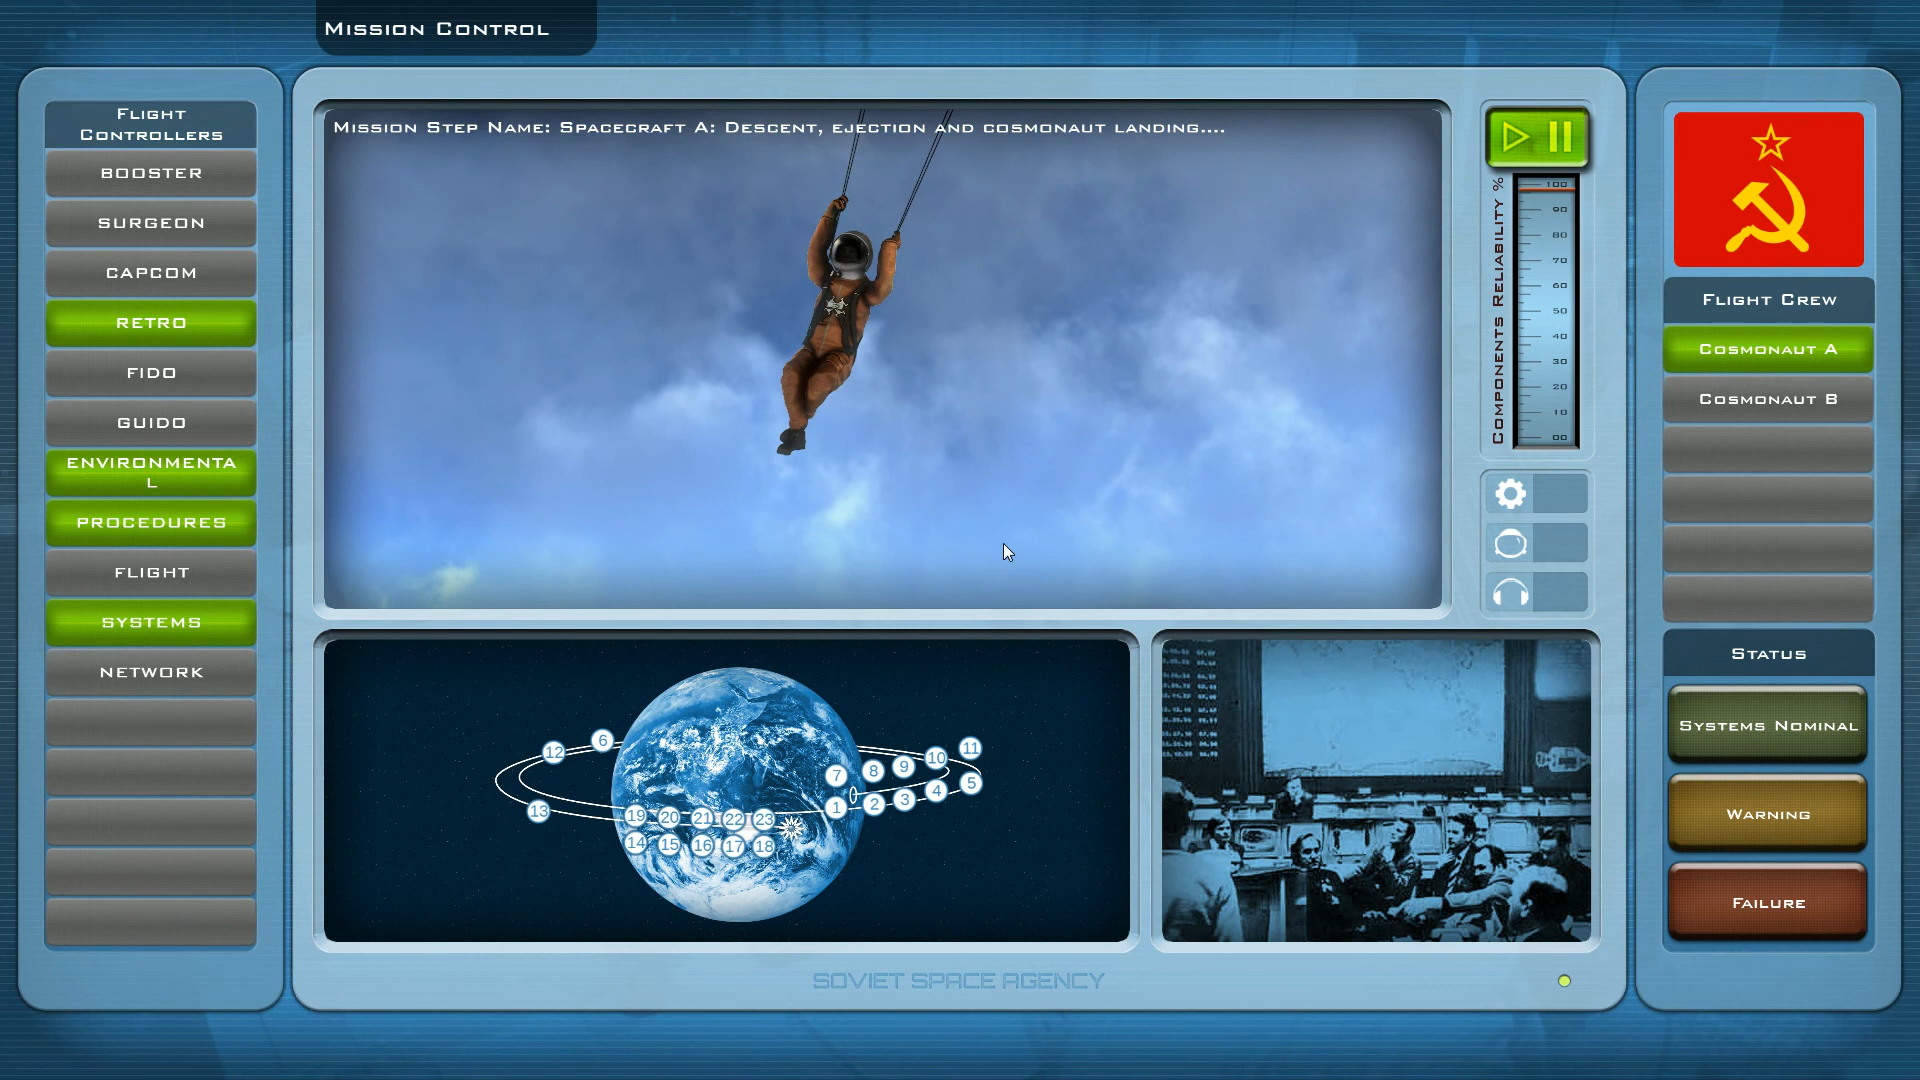 Mission Control
Flight
Controllers
BOOSTER
SURGEON
CAPCOM
RETRO
FIDO
GUIDO
ENVIRONMENTA
L
PROCEDURES
FLIGHT
SYSTEMS
NETWORK
Mission Step Name: Spacecraft A: Descent, ejection and cosmonaut landing....
Components Reliability %
100
90
80
70
60
50
40
30
20
10
00
Flight Crew
Cosmonaut A
Cosmonaut B
Status
Systems Nominal
Warning
Failure
12
6
7
8
9
10
11
13
1
2
3
4
5
19
20
21
22
23
14
15
16
17
18
SOVIET SPACE AGENCY